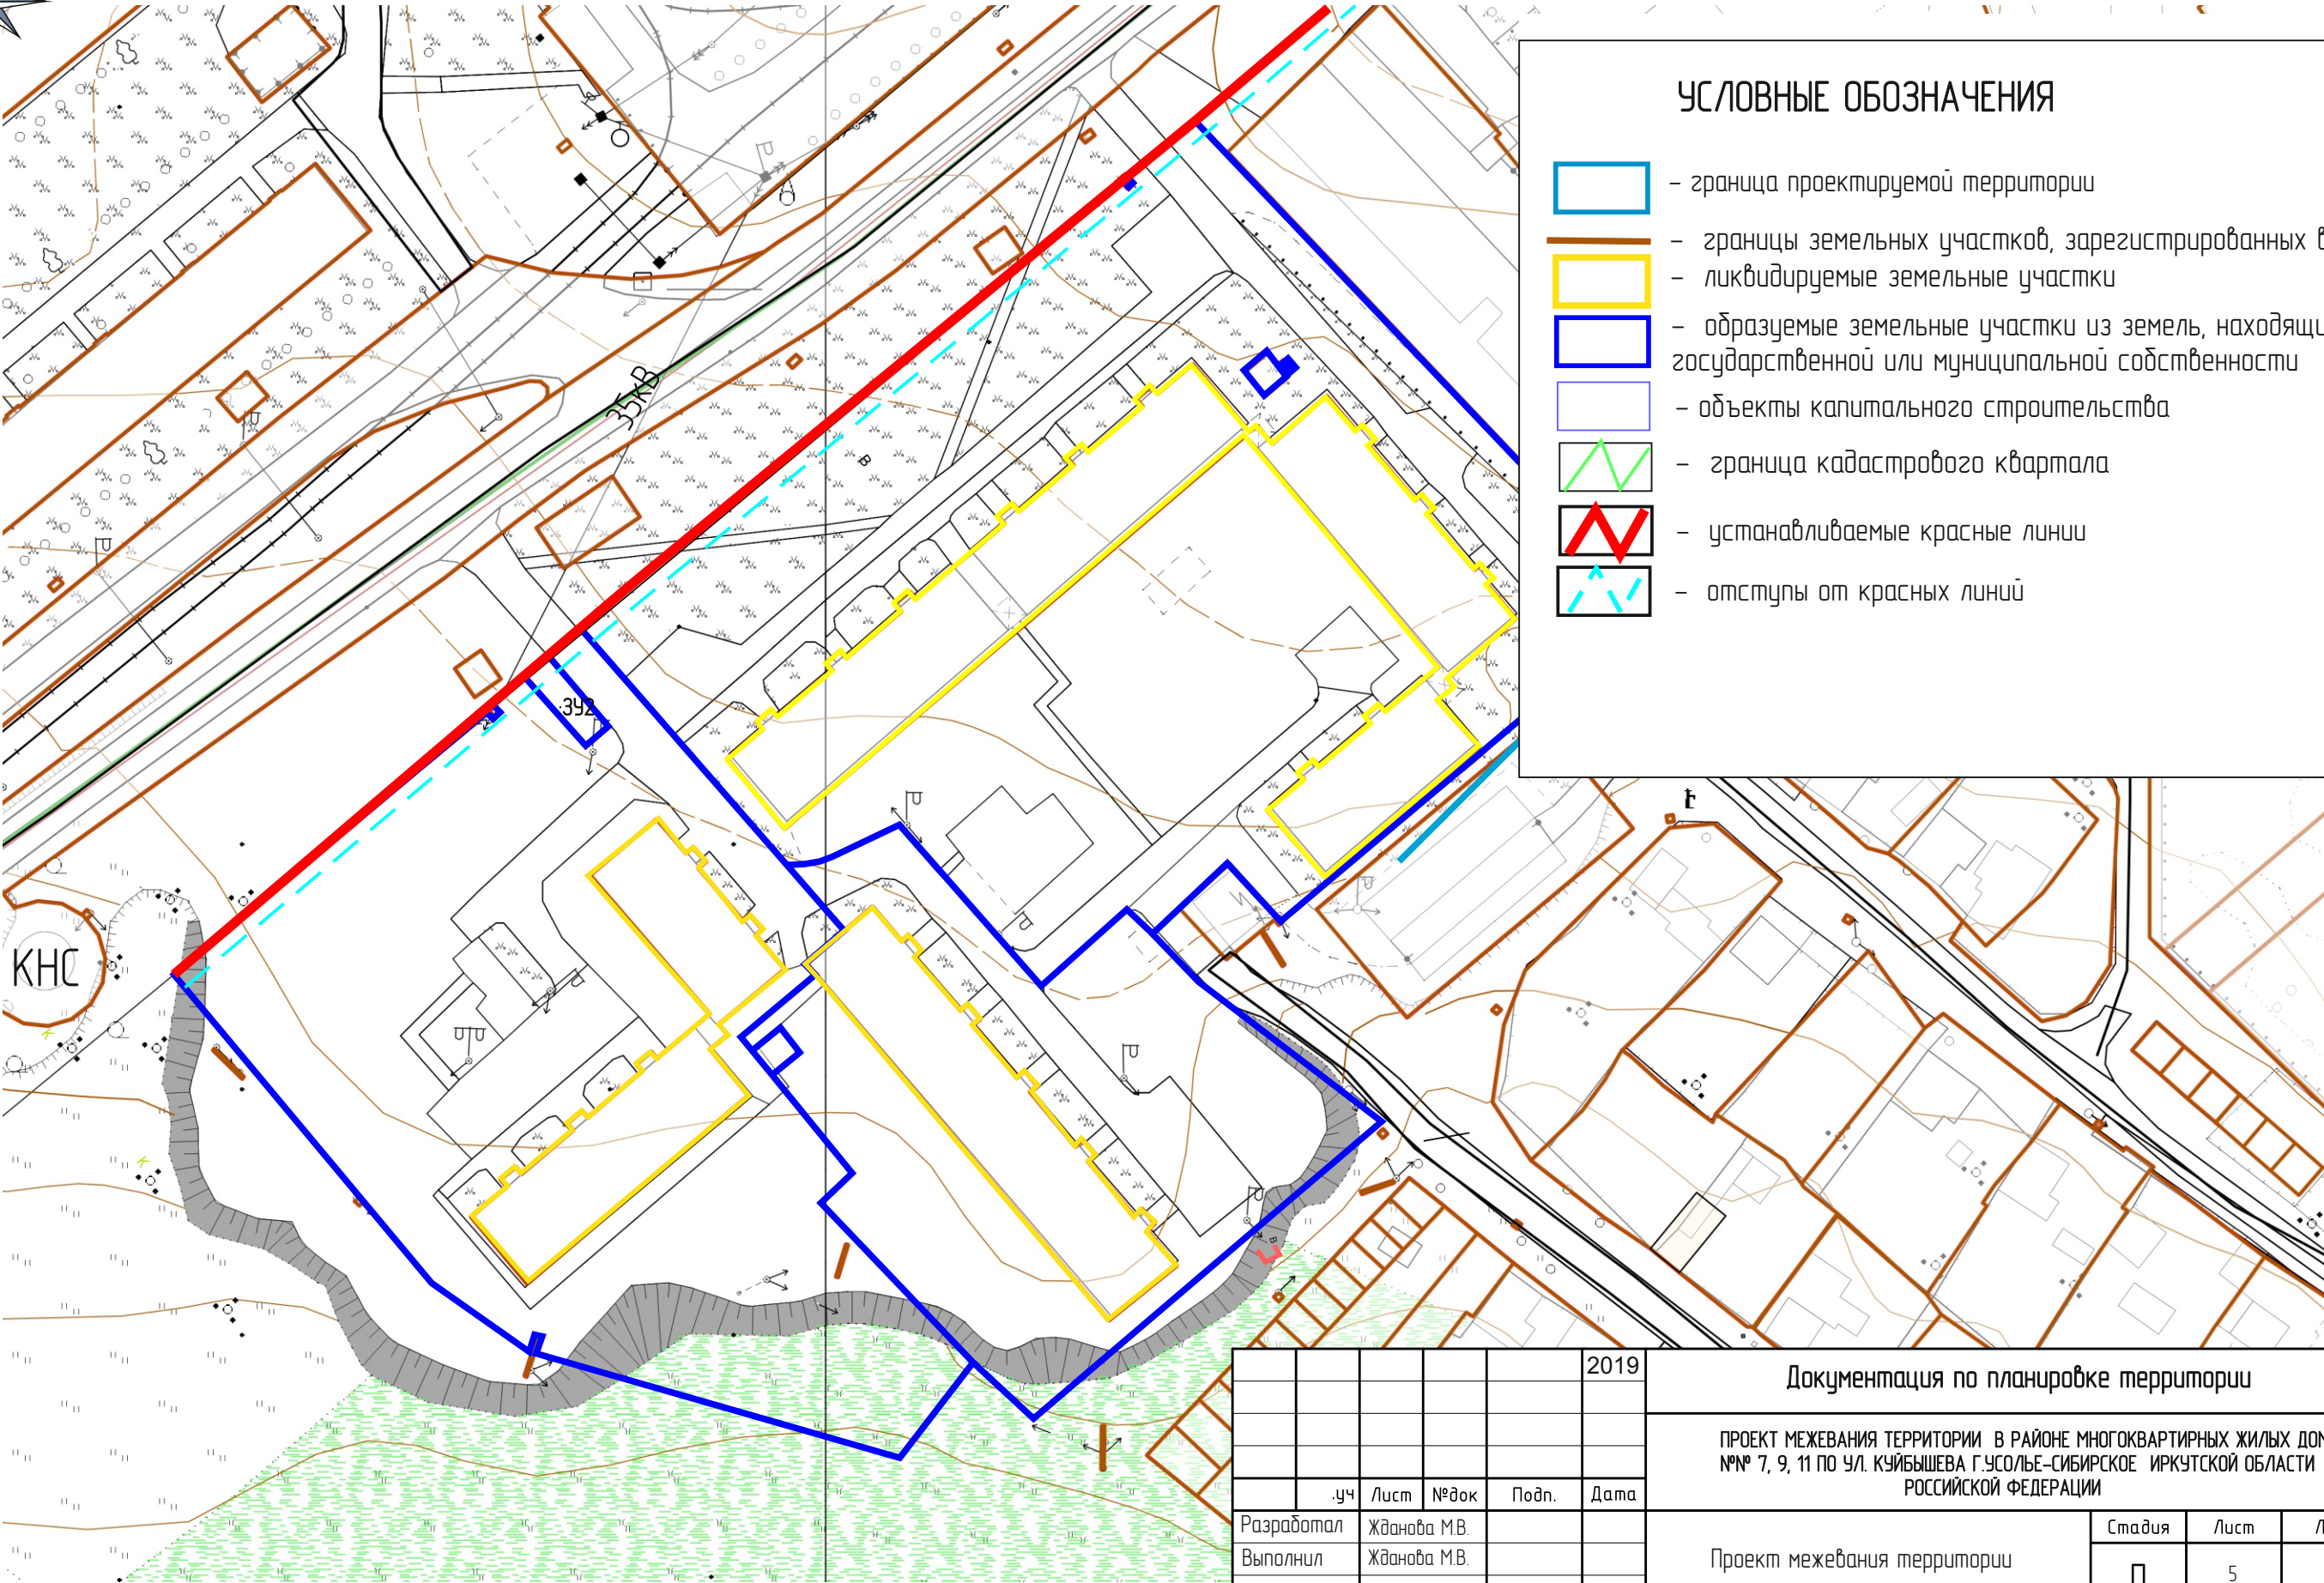 УСЛОВНЫЕ ОБОЗНАЧЕНИЯ
– граница проектируемой территории
– границы земельных участков, зарегистрированных в
– ликвидируемые земельные участки
– образуемые земельные участки из земель, находящи
государственной или муниципальной собственности
– объекты капитального строительства
– граница кадастрового квартала
– устанавливаемые красные линии
– отступы от красных линий
35кВ
В
:ЗУ2
КНС
В
2019
Документация по планировке территории
ПРОЕКТ МЕЖЕВАНИЯ ТЕРРИТОРИИ В РАЙОНЕ МНОГОКВАРТИРНЫХ ЖИЛЫХ ДОМ
№№ 7, 9, 11 ПО УЛ. КУЙБЫШЕВА Г.УСОЛЬЕ-СИБИРСКОЕ ИРКУТСКОЙ ОБЛАСТИ
РОССИЙСКОЙ ФЕДЕРАЦИИ
.уч Лист №док Подп. Дата
Разработал Жданова М.В.
Стадия Лист
Выполнил Жданова М.В.
Проект межевания территории
П 5